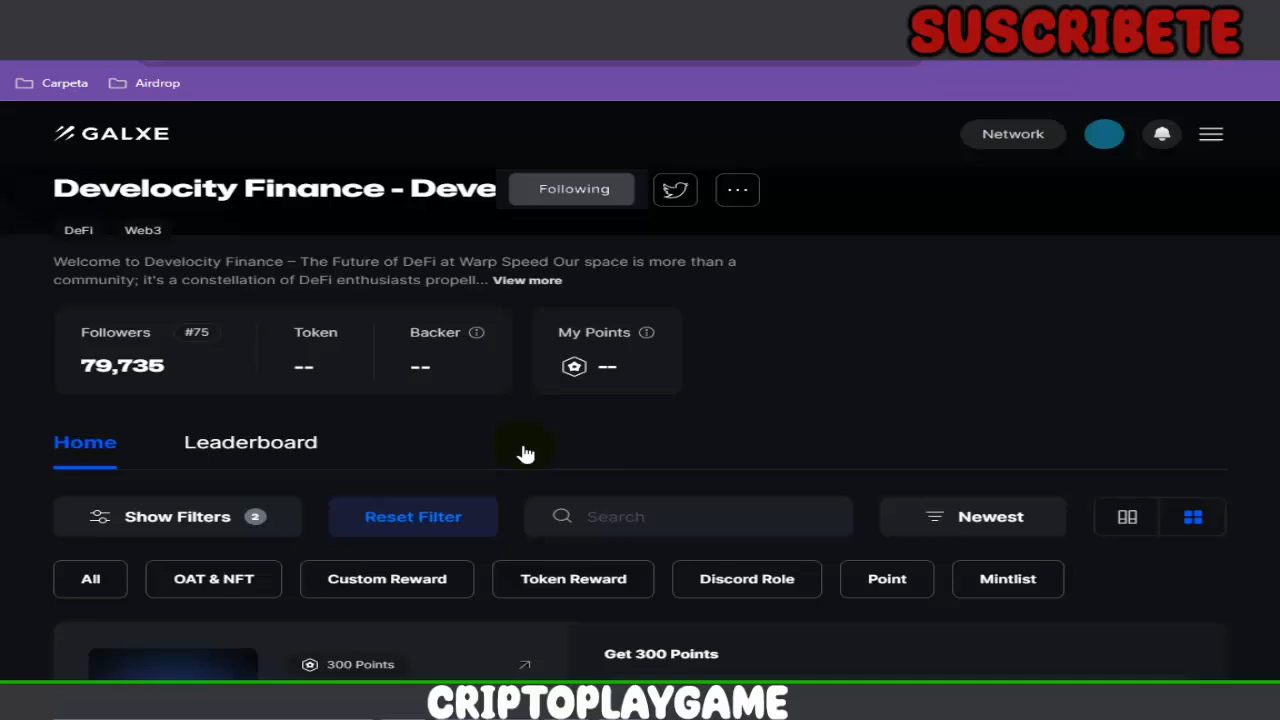 SUSCRIBETE
Carpeta Airdrop
GALXE Network
Develocity Finance - Deve Following
DeFi Web3
Welcome to Develocity Finance – The Future of DeFi at Warp Speed Our space is more than a
community; it's a constellation of DeFi enthusiasts propell... View more
Followers #75 Token Backer My Points
79,735 -- -- --
Home Leaderboard
Show Filters 2 Reset Filter Search Newest
All OAT & NFT Custom Reward Token Reward Discord Role Point Mintlist
Get 300 Points
300 Points
CRIPTOPLAYGAME